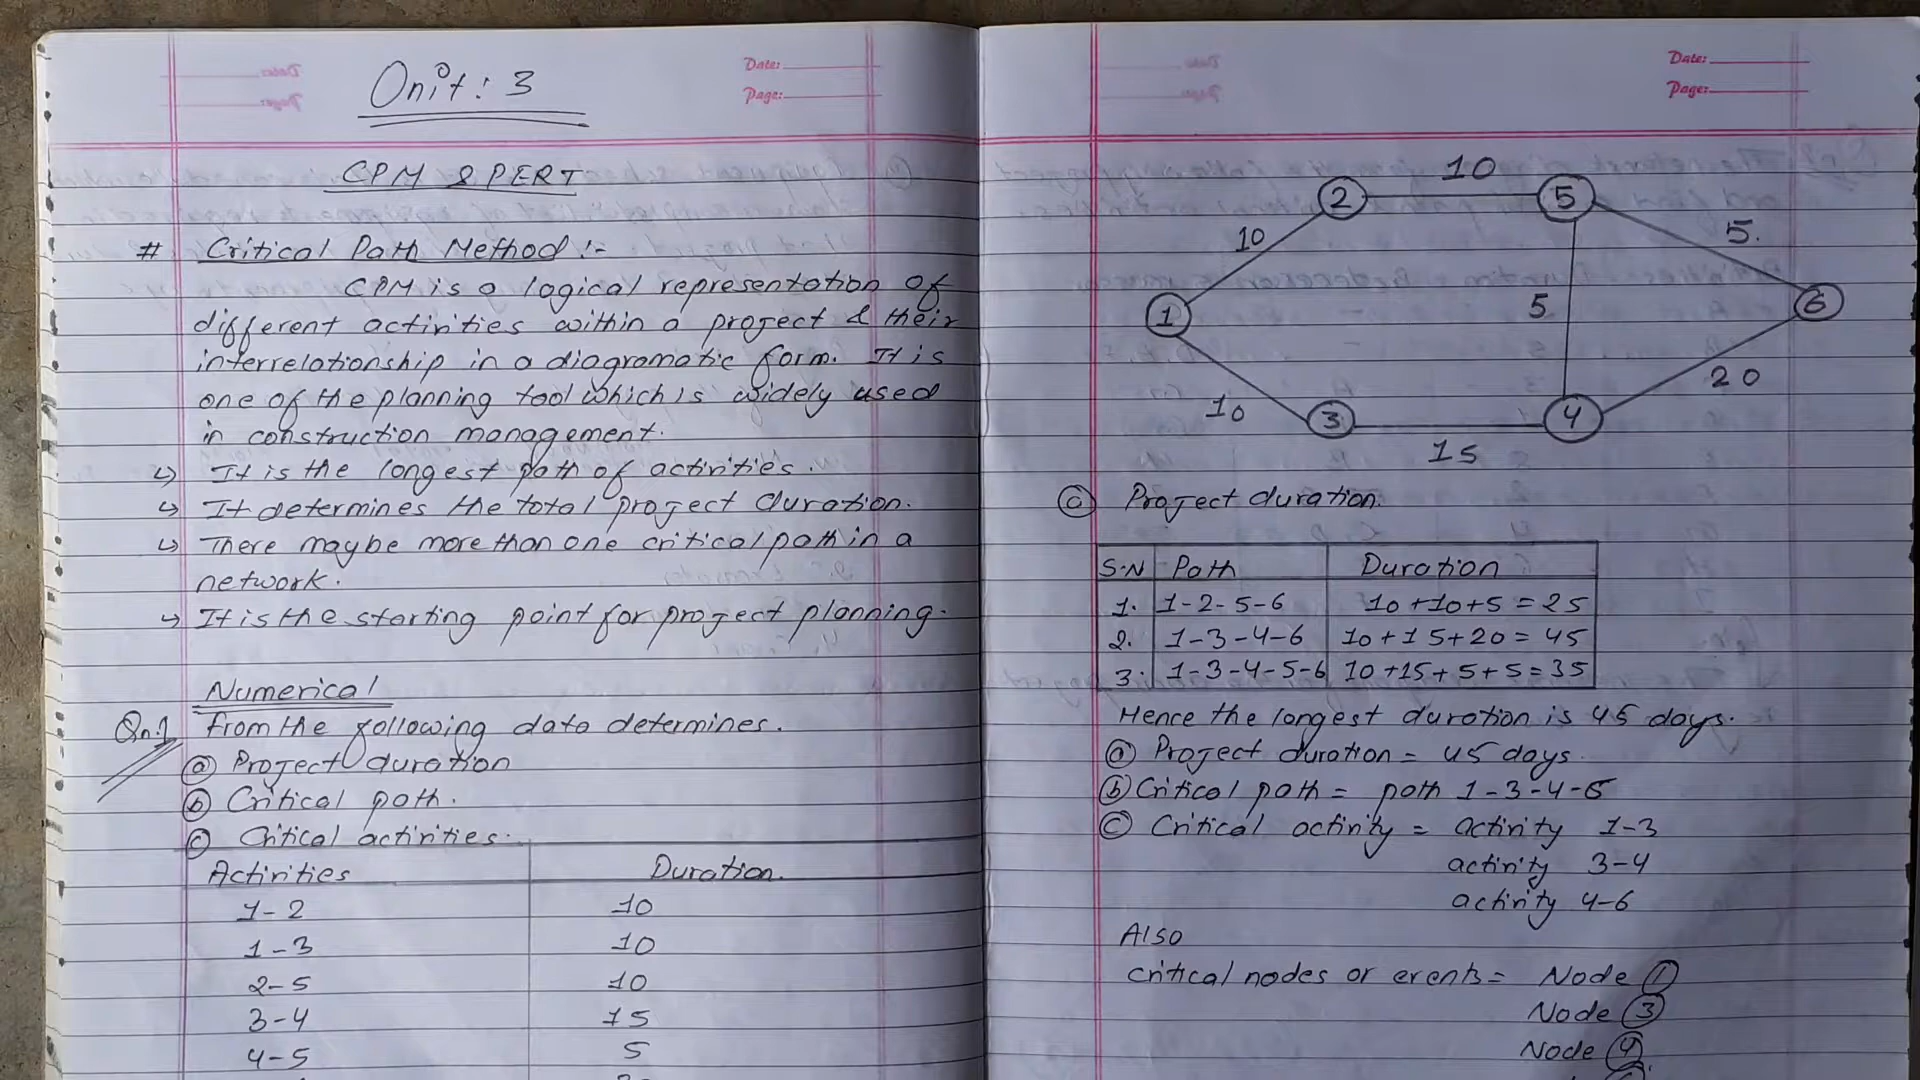 Unit: 3
Date:
Page:
CPM & PERT
# Critical Path Method :-
CPM is a logical representation of
different activities within a project & their
interrelationship in a diagramatic form. It is
one of the planning tool which is widely used
in construction management.
↳ It is the longest path of activities.
↳ It determines the total project duration.
↳ There maybe more than one critical path in a
network.
↳ It is the starting point for project planning.
Numerical
Qn.1 from the following data determines.
(a) Project duration
(b) Critical path.
(c) Critical activities.
Activities Duration.
1-2 10
1-3 10
2-5 10
3-4 15
4-5 5
Date:
Page:
10
2 5
10 5.
1 5 6
10 20
3 4
15
(a) Project duration.
S.N Path Duration
1. 1-2-5-6 10+10+5 = 25
2. 1-3-4-6 10+15+20 = 45
3. 1-3-4-5-6 10+15+5+5=35
Hence the longest duration is 45 days.
(a) Project duration = 45 days.
(b) Critical path = path 1-3-4-6
(c) Critical activity = activity 1-3
activity 3-4
activity 4-6
Also
critical nodes or events = Node (1)
Node (3)
Node (4)